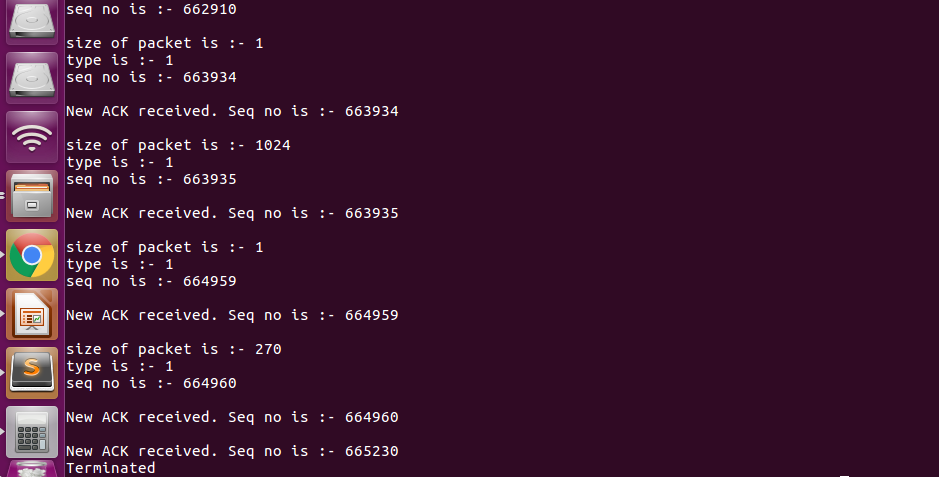 seq no is :- 662910
size of packet is :- 1
type is :- 1
seq no is :- 663934
New ACK received. Seq no is :- 663934
size of packet is :- 1024
type is :- 1
seq no is :- 663935
New ACK received. Seq no is :- 663935
size of packet is :- 1
type is :- 1
seq no is :- 664959
New ACK received. Seq no is :- 664959
size of packet is :- 270
type is :- 1
seq no is :- 664960
New ACK received. Seq no is :- 664960
New ACK received. Seq no is :- 665230
Terminated